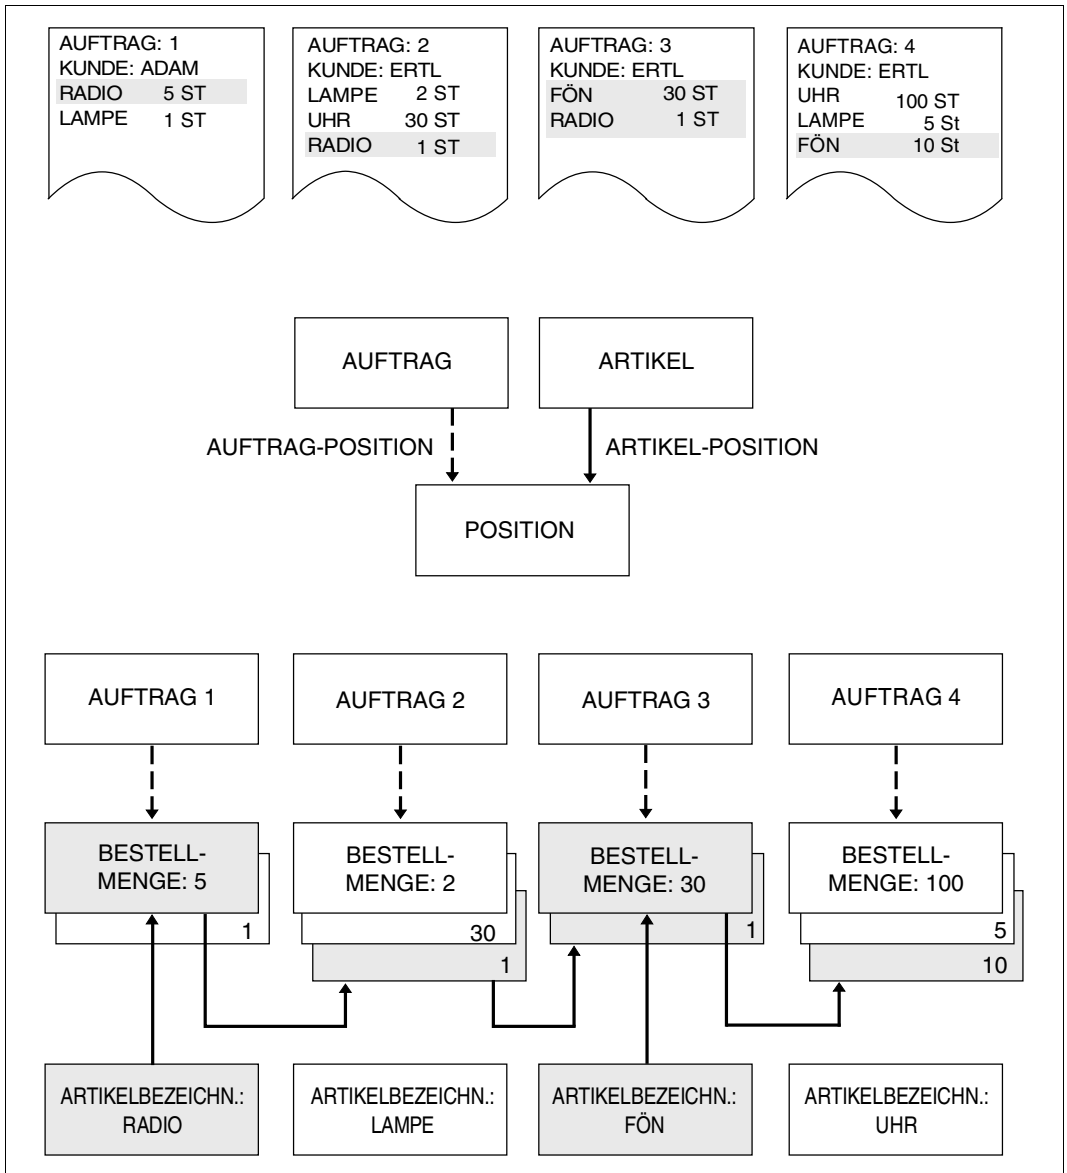 AUFTRAG: 1
KUNDE: ADAM
RADIO 5 ST
LAMPE 1 ST
AUFTRAG: 2
KUNDE: ERTL
LAMPE 2 ST
UHR 30 ST
RADIO 1 ST
AUFTRAG: 3
KUNDE: ERTL
FÖN 30 ST
RADIO 1 ST
AUFTRAG: 4
KUNDE: ERTL
UHR 100 ST
LAMPE 5 St
FÖN 10 St
AUFTRAG
ARTIKEL
AUFTRAG-POSITION
ARTIKEL-POSITION
POSITION
AUFTRAG 1
AUFTRAG 2
AUFTRAG 3
AUFTRAG 4
BESTELL-
MENGE: 5
1
BESTELL-
MENGE: 2
30
1
BESTELL-
MENGE: 30
1
BESTELL-
MENGE: 100
5
10
ARTIKELBEZEICHN.:
RADIO
ARTIKELBEZEICHN.:
LAMPE
ARTIKELBEZEICHN.:
FÖN
ARTIKELBEZEICHN.:
UHR